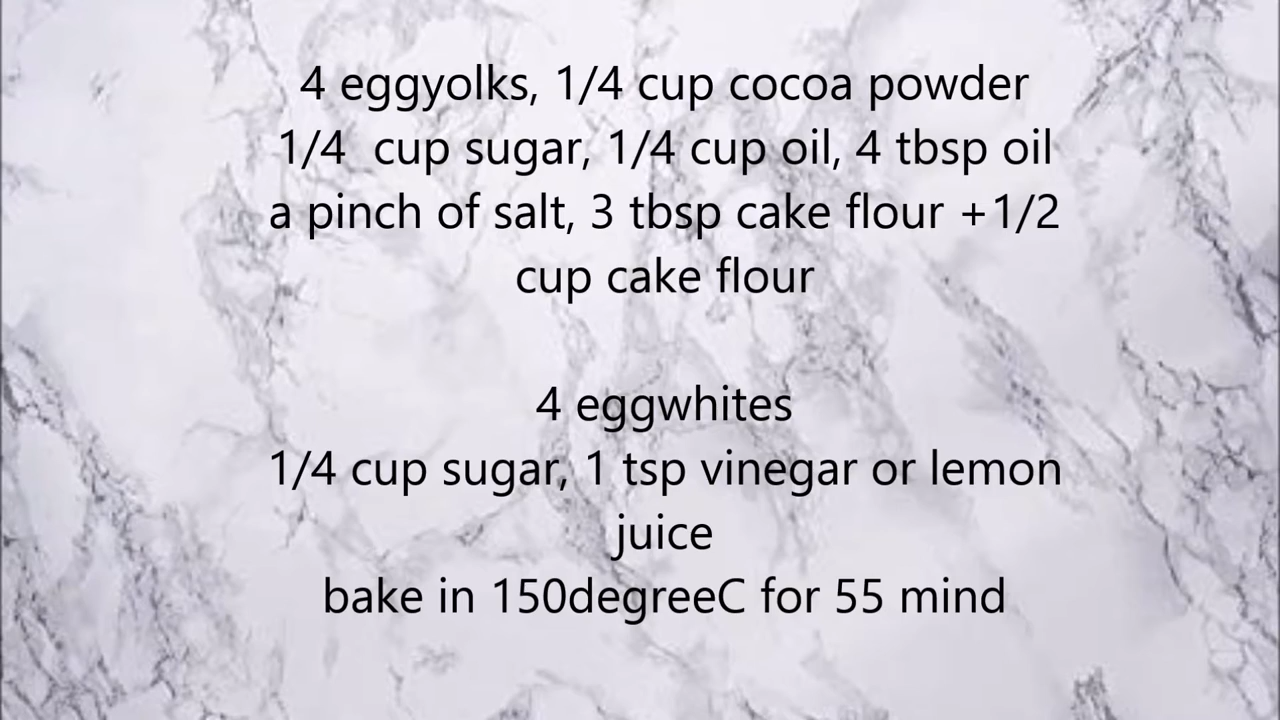 4 eggyolks, 1/4 cup cocoa powder
1/4  cup sugar, 1/4 cup oil, 4 tbsp oil
a pinch of salt, 3 tbsp cake flour +1/2
cup cake flour
4 eggwhites
1/4 cup sugar, 1 tsp vinegar or lemon
juice
bake in 150degreeC for 55 mind